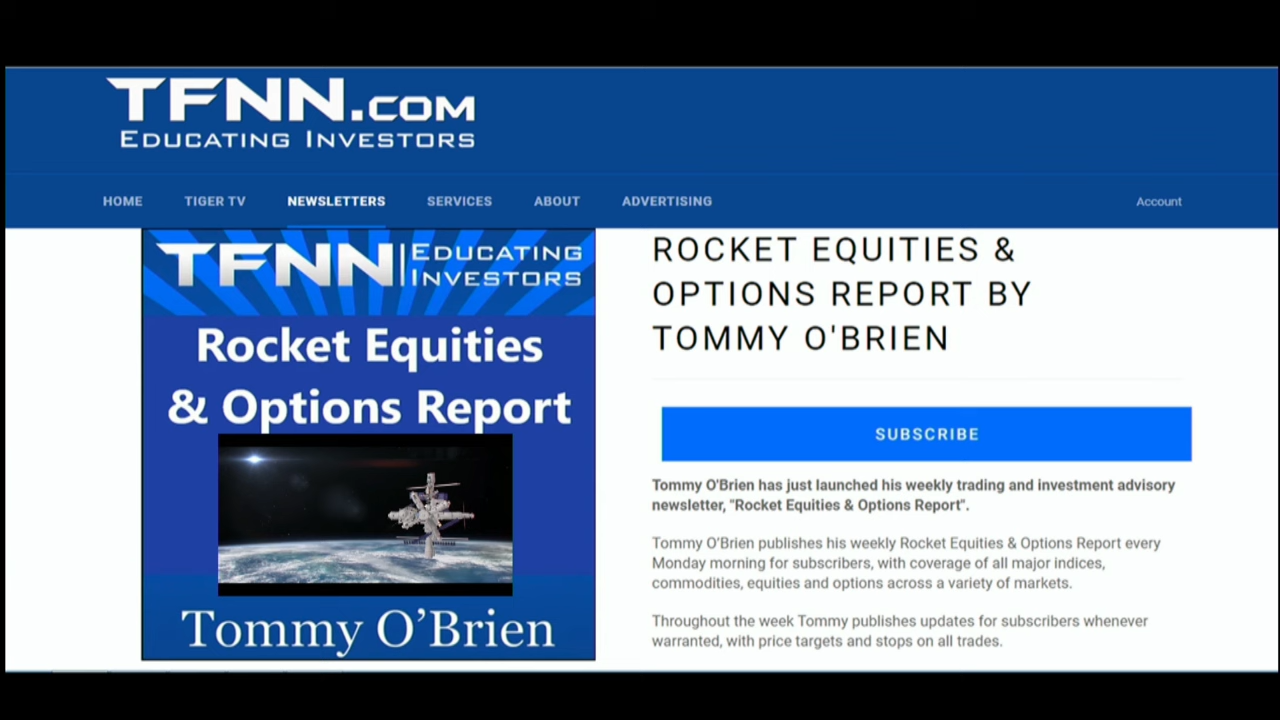 TFNN.COM
EDUCATING INVESTORS
HOME TIGER TV NEWSLETTERS SERVICES ABOUT ADVERTISING Account
TFNN EDUCATING
INVESTORS
Rocket Equities
& Options Report
Tommy O’Brien
ROCKET EQUITIES &
OPTIONS REPORT BY
TOMMY O'BRIEN
SUBSCRIBE
Tommy O'Brien has just launched his weekly trading and investment advisory
newsletter, "Rocket Equities & Options Report".
Tommy O’Brien publishes his weekly Rocket Equities & Options Report every
Monday morning for subscribers, with coverage of all major indices,
commodities, equities and options across a variety of markets.
Throughout the week Tommy publishes updates for subscribers whenever
warranted, with price targets and stops on all trades.